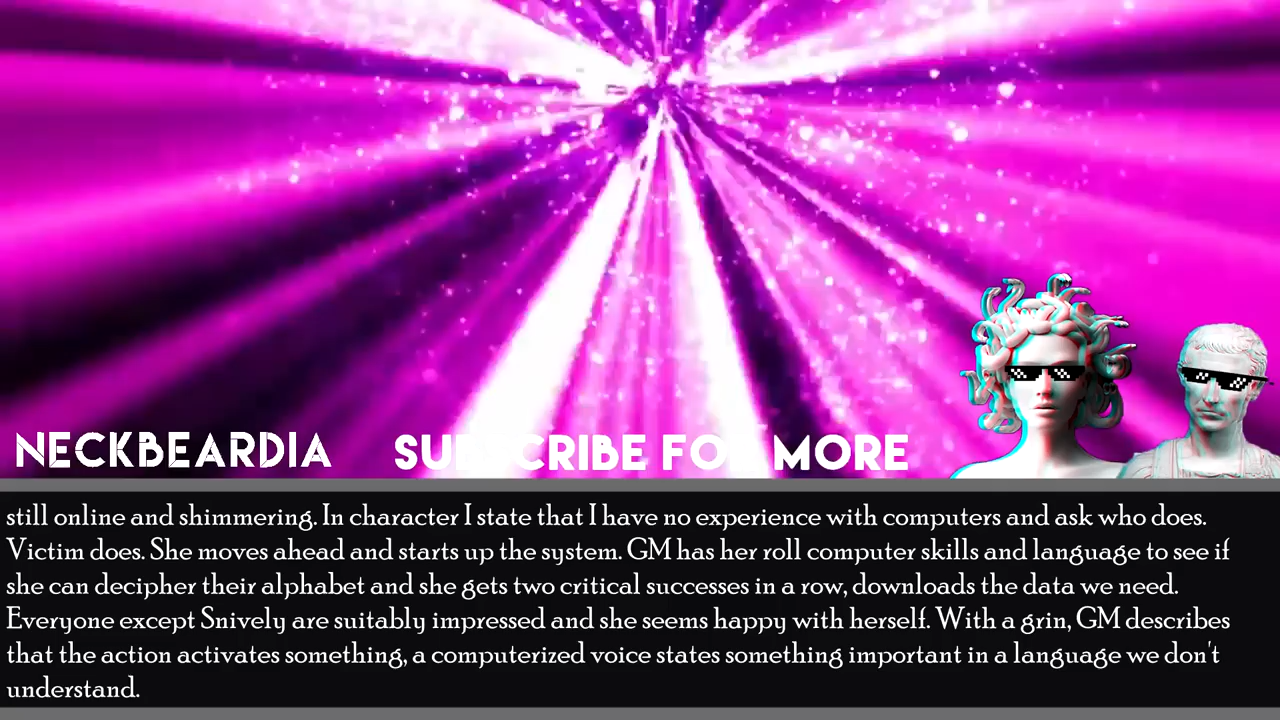 NECKBEARDIA SUBSCRIBE FOR MORE
still online and shimmering. In character I state that I have no experience with computers and ask who does.
Victim does. She moves ahead and starts up the system. GM has her roll computer skills and language to see if
she can decipher their alphabet and she gets two critical successes in a row, downloads the data we need.
Everyone except Snively are suitably impressed and she seems happy with herself. With a grin, GM describes
that the action activates something, a computerized voice states something important in a language we don't
understand.